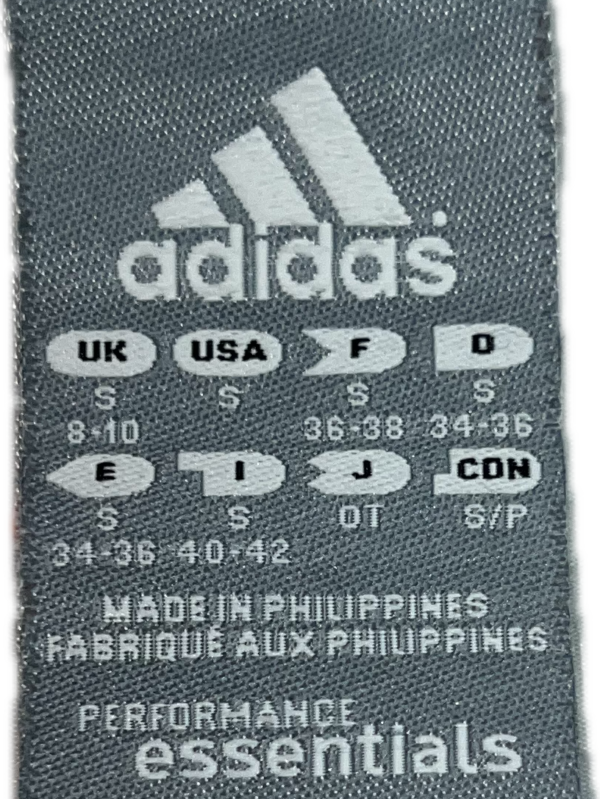 adidas
UK USA F D
S S S S
8-10 36-38 34-36
E I J CDN
S S OT S/P
34-36 40-42
MADE IN PHILIPPINES
FABRIQUÉ AUX PHILIPPINES
PERFORMANCE
essentials